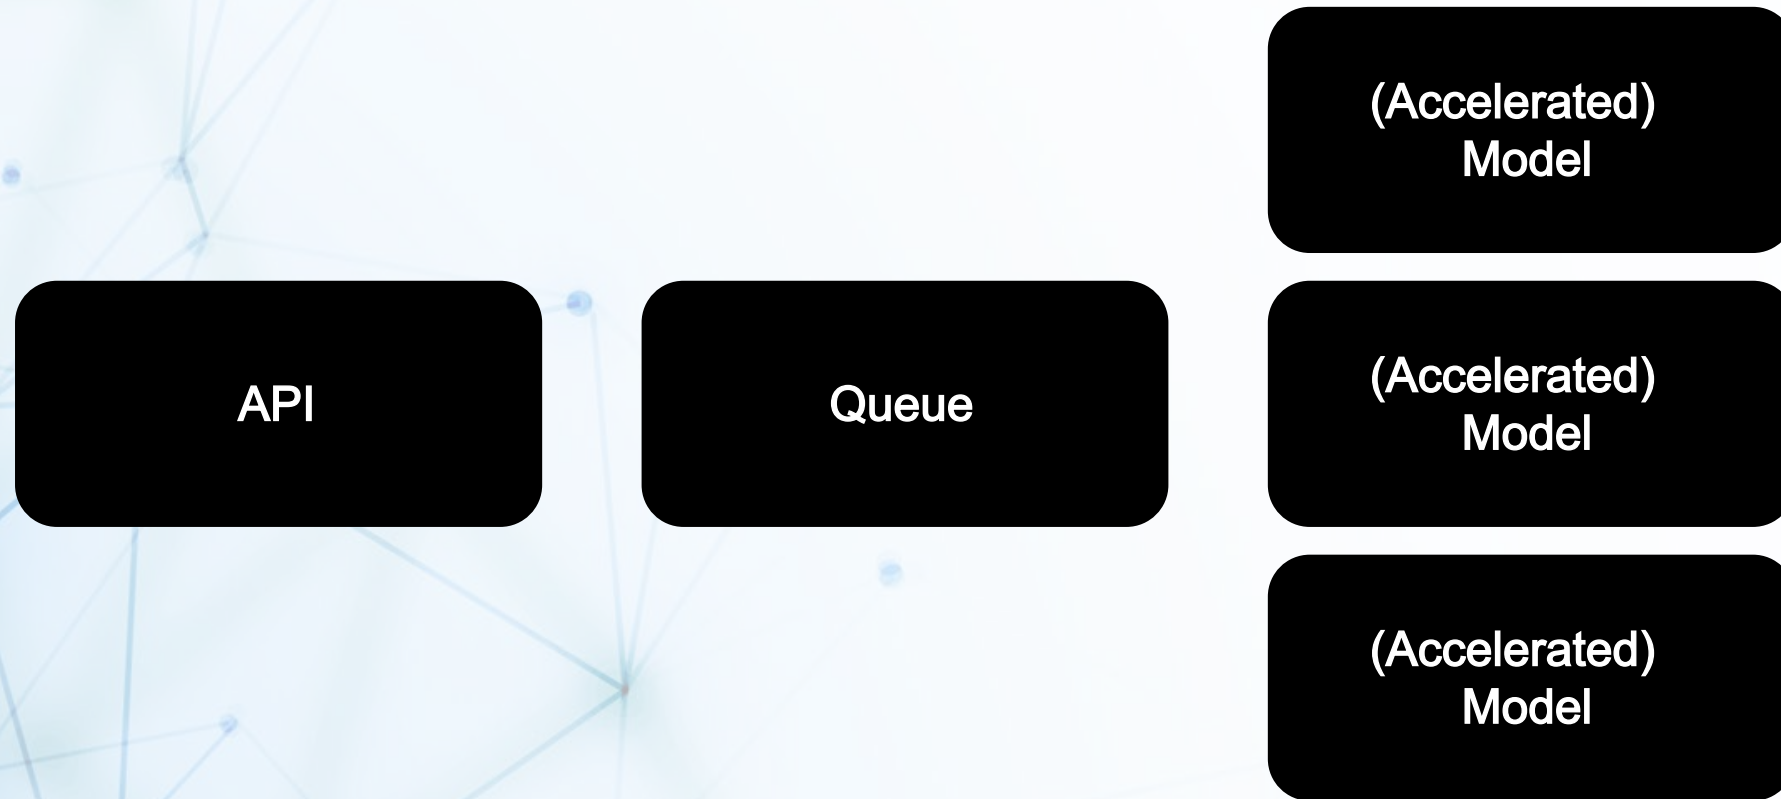 (Accelerated)
Model
API
Queue
(Accelerated)
Model
(Accelerated)
Model